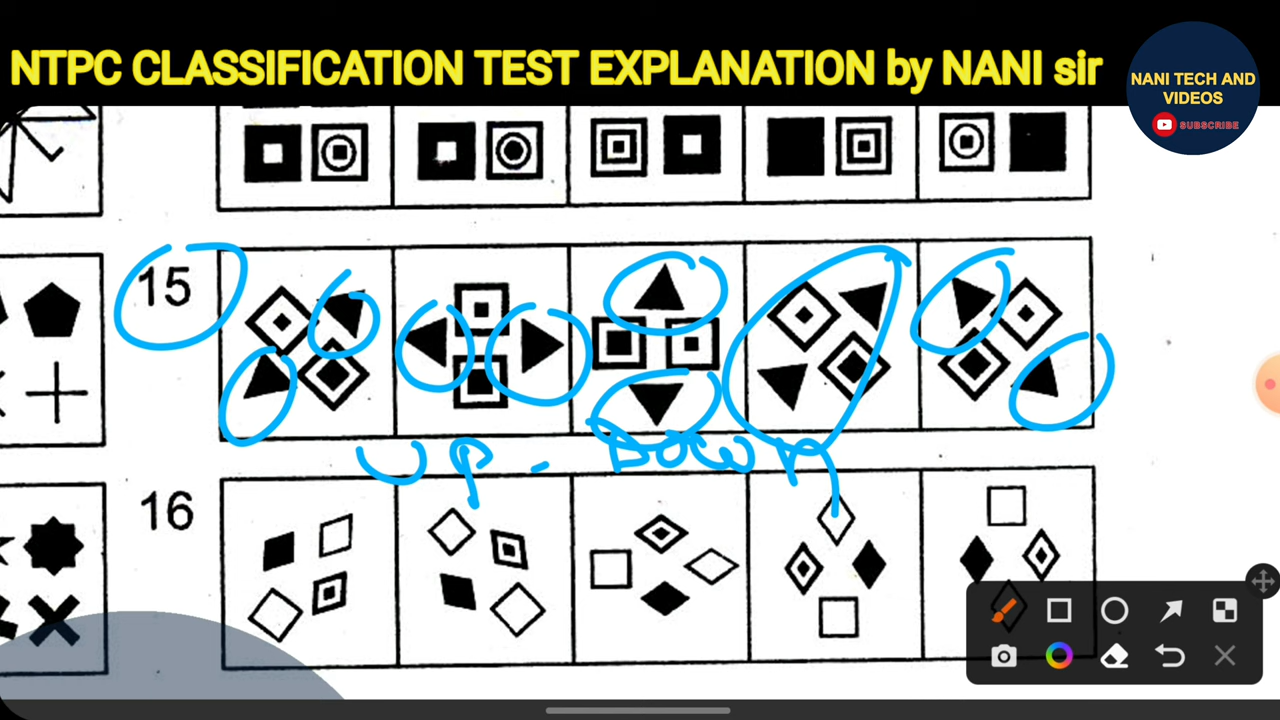 NTPC CLASSIFICATION TEST EXPLANATION by NANI sir
NANI TECH AND
VIDEOS
SUBSCRIBE
15
UP - DOWN
16